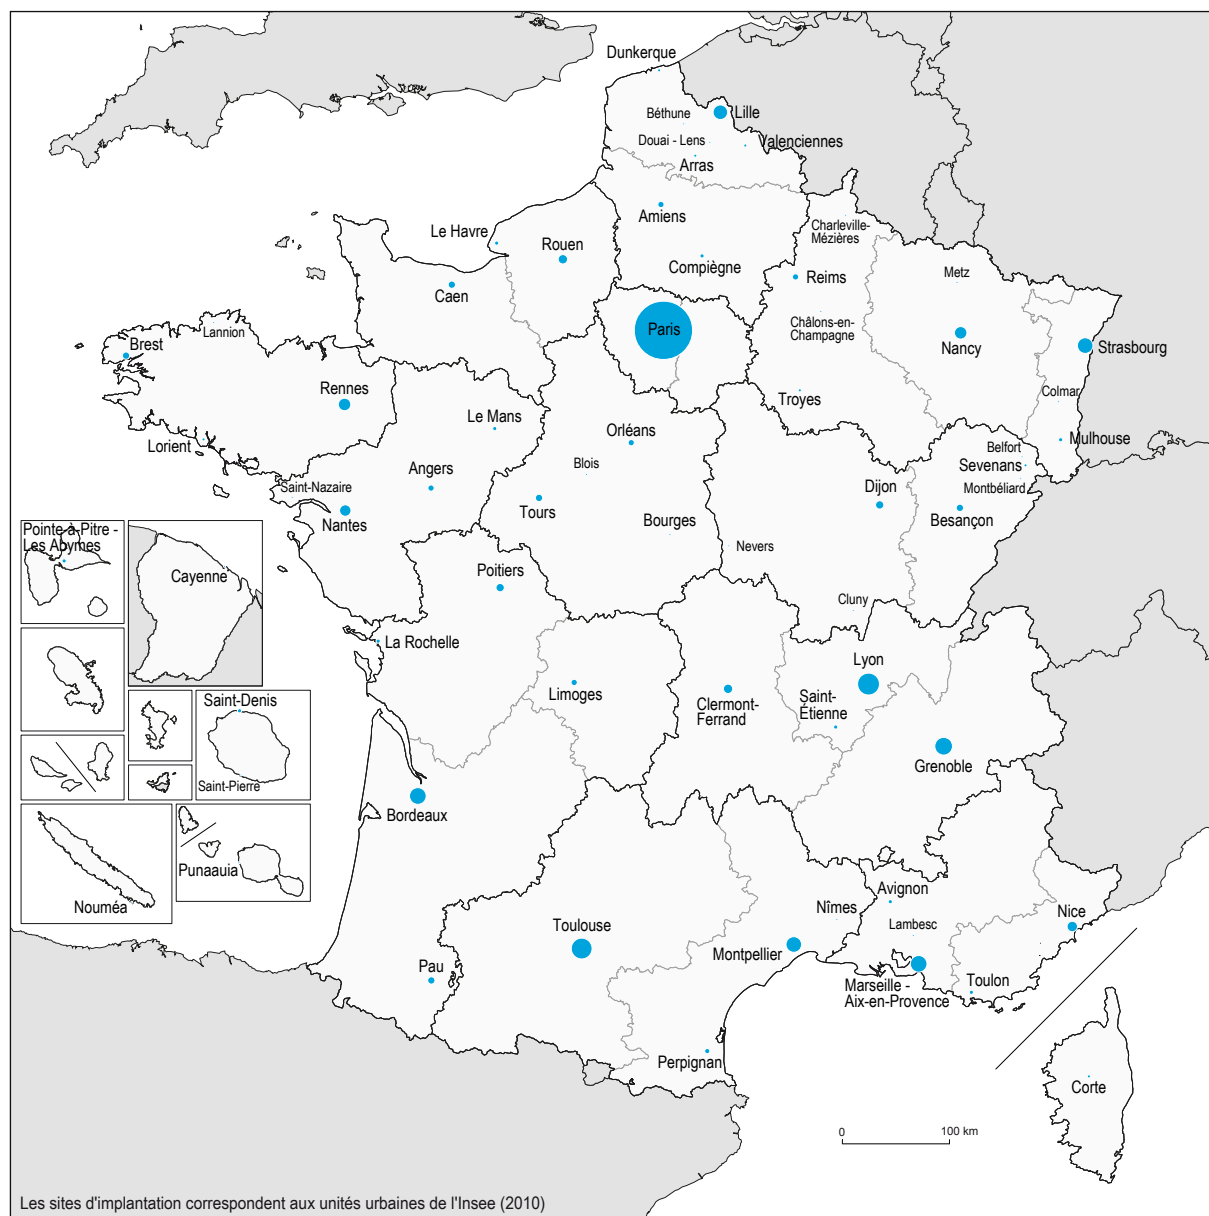 Dunkerque
Béthune
Lille
Douai - Lens
Valenciennes
Arras
Amiens
Charleville-
Mézières
Le Havre
Rouen
Compiègne
Reims
Metz
Caen
Lannion
Paris
Châlons-en-
Champagne
Brest
Nancy
Strasbourg
Rennes
Troyes
Colmar
Le Mans
Orléans
Lorient
Mulhouse
Belfort
Blois
Angers
Sevenans
Saint-Nazaire
Dijon
Montbéliard
Tours
Nantes
Bourges
Besançon
Pointe-à-Pitre -
Les Abymes
Nevers
Cayenne
Poitiers
Cluny
La Rochelle
Lyon
Limoges
Clermont-
Ferrand
Saint-
Étienne
Saint-Denis
Grenoble
Saint-Pierre
Bordeaux
Punaauia
Nouméa
Avignon
Nîmes
Nice
Toulouse
Lambesc
Montpellier
Pau
Marseille -
Aix-en-Provence
Toulon
Perpignan
Corte
0 100 km
Les sites d'implantation correspondent aux unités urbaines de l'Insee (2010)